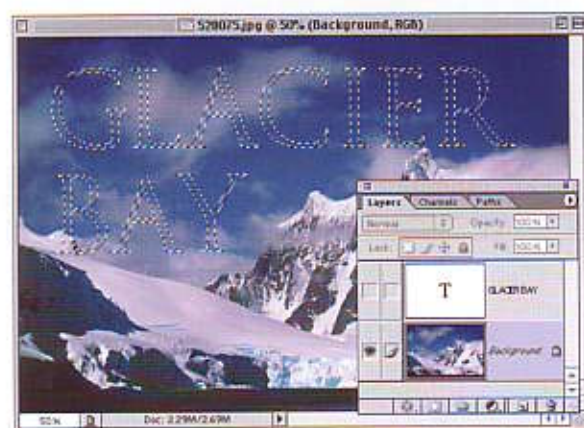 520075.jpg @ 50% (Background, RGB)
GLACIER
BAY
Layers Channels Paths
Normal Opacity: 100%
Lock: Fill: 100%
T GLACIER BAY
Background
50% Doc: 2.29M/2.69M